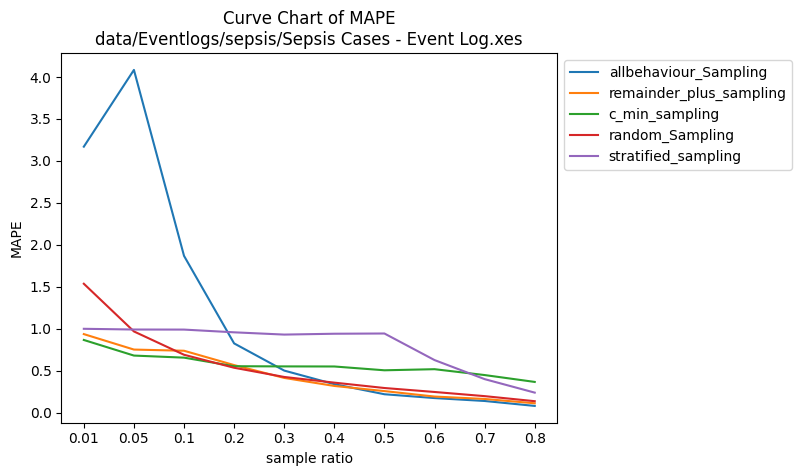 Curve Chart of MAPE
data/Eventlogs/sepsis/Sepsis Cases - Event Log.xes
allbehaviour_Sampling
remainder_plus_sampling
c_min_sampling
random_Sampling
stratified_sampling
MAPE
4.0
3.5
3.0
2.5
2.0
1.5
1.0
0.5
0.0
0.01 0.05 0.1 0.2 0.3 0.4 0.5 0.6 0.7 0.8
sample ratio